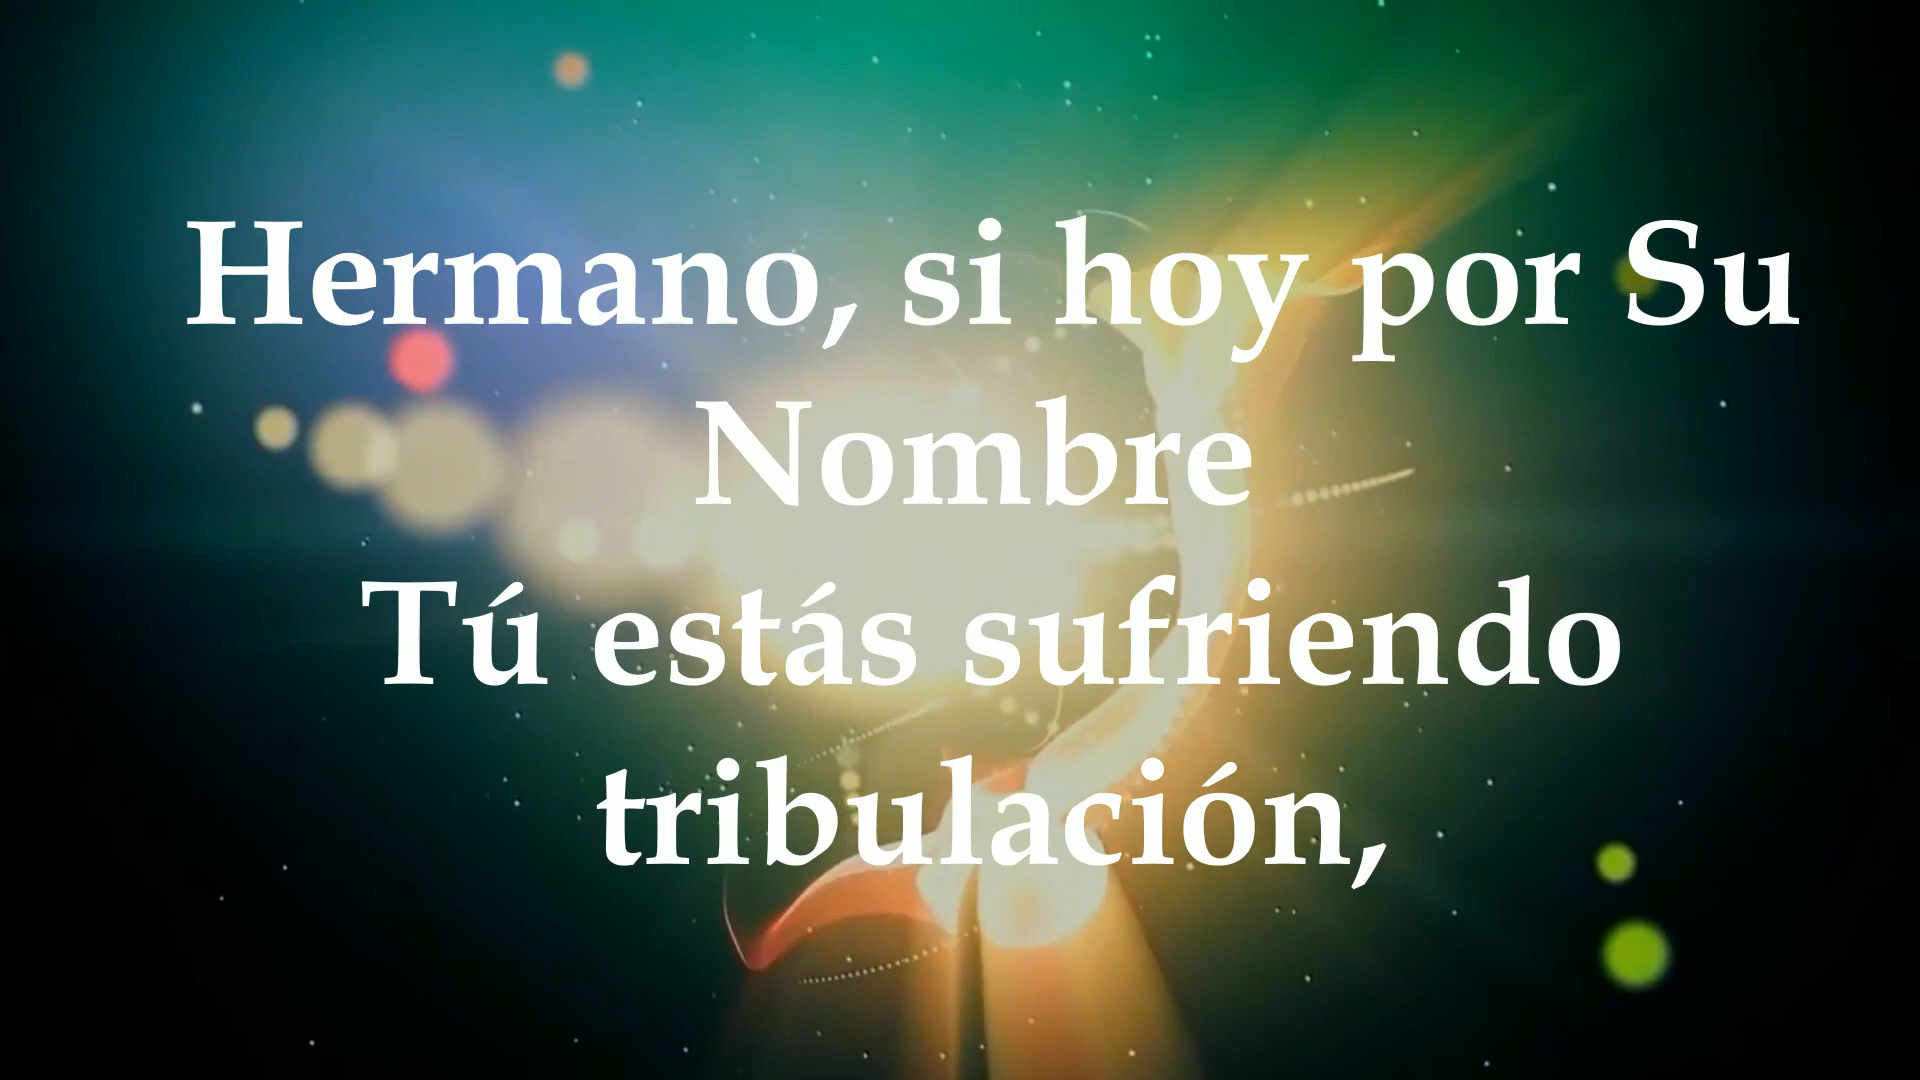 Hermano, si hoy por Su
Nombre
Tú estás sufriendo
tribulación,